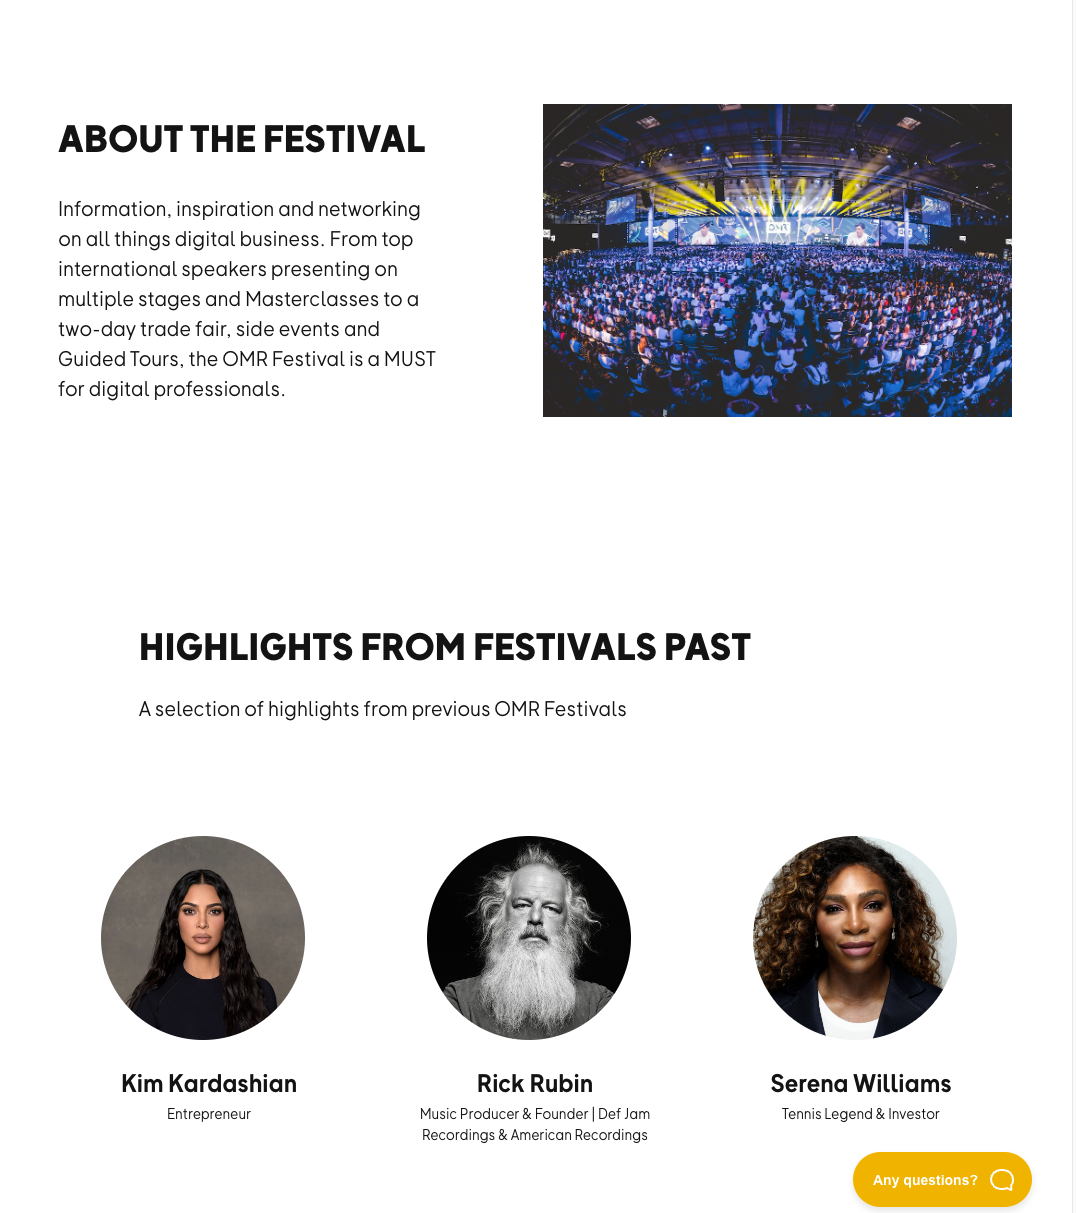 ABOUT THE FESTIVAL
Information, inspiration and networking
on all things digital business. From top
international speakers presenting on
multiple stages and Masterclasses to a
two-day trade fair, side events and
Guided Tours, the OMR Festival is a MUST
for digital professionals.
OMR
HIGHLIGHTS FROM FESTIVALS PAST
A selection of highlights from previous OMR Festivals
Kim Kardashian
Entrepreneur
Rick Rubin
Music Producer & Founder | Def Jam
Recordings & American Recordings
Serena Williams
Tennis Legend & Investor
Any questions?